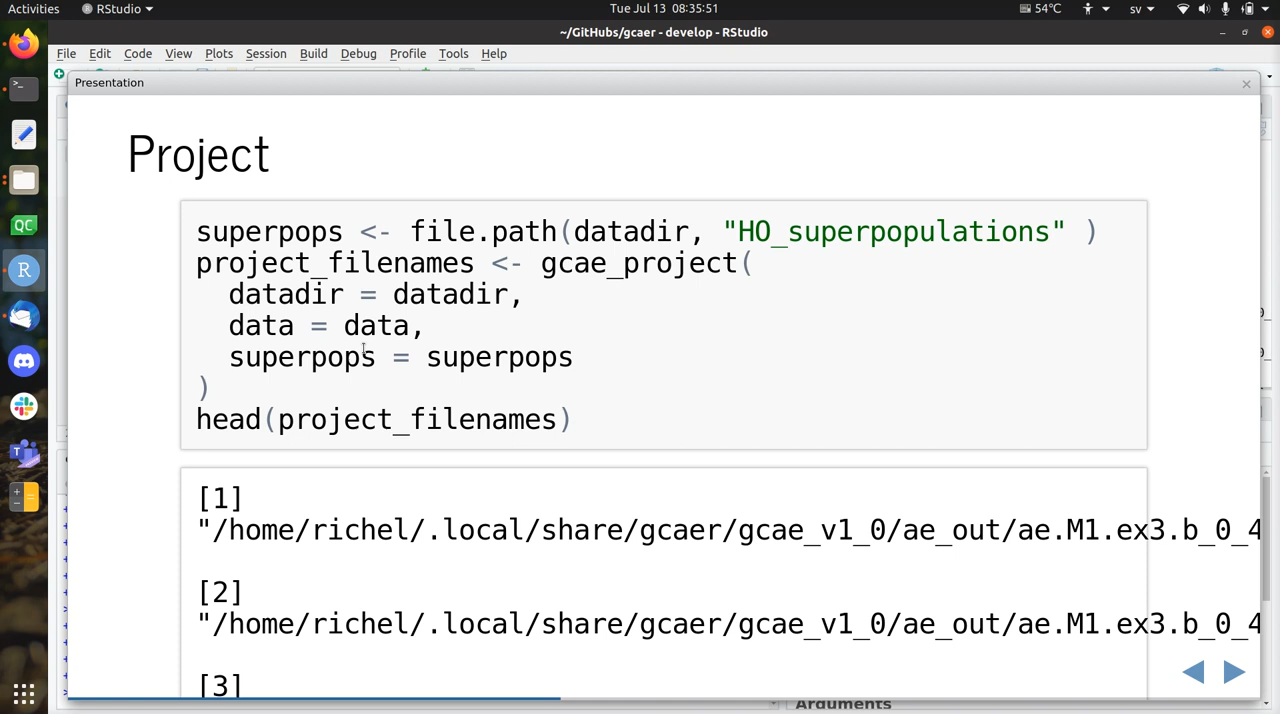 Activities
RStudio
Tue Jul 13 08:35:51
54°C
sv
~/GitHubs/gcaer - develop - RStudio
File Edit Code View Plots Session Build Debug Profile Tools Help
Presentation
Project
superpops <- file.path(datadir, "HO_superpopulations" )
project_filenames <- gcae_project(
  datadir = datadir,
  data = data,
  superpops = superpops
)
head(project_filenames)
[1]
"/home/richel/.local/share/gcaer/gcae_v1_0/ae_out/ae.M1.ex3.b_0_4
[2]
"/home/richel/.local/share/gcaer/gcae_v1_0/ae_out/ae.M1.ex3.b_0_4
[3]
Arguments
QC
R